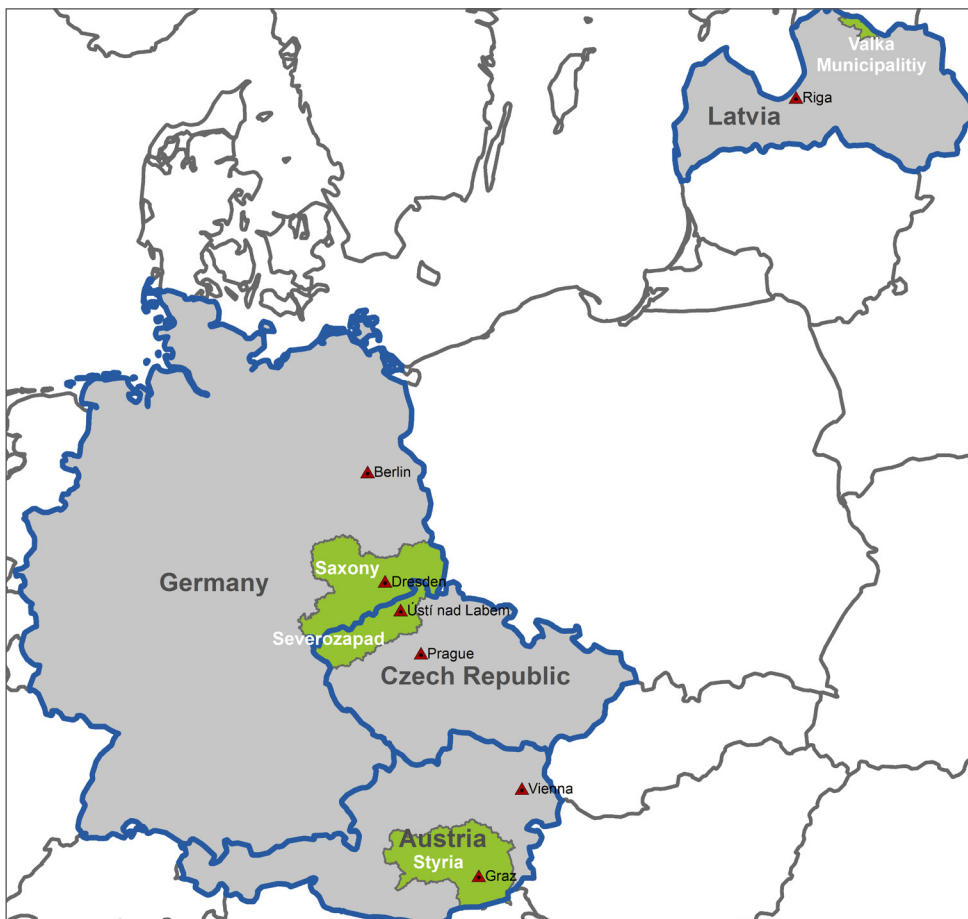 Valka
Municipalitiy
Riga
Latvia
Berlin
Saxony
Dresden
Germany
Ústí nad Labem
Severozapad
Prague
Czech Republic
Vienna
Austria
Styria
Graz